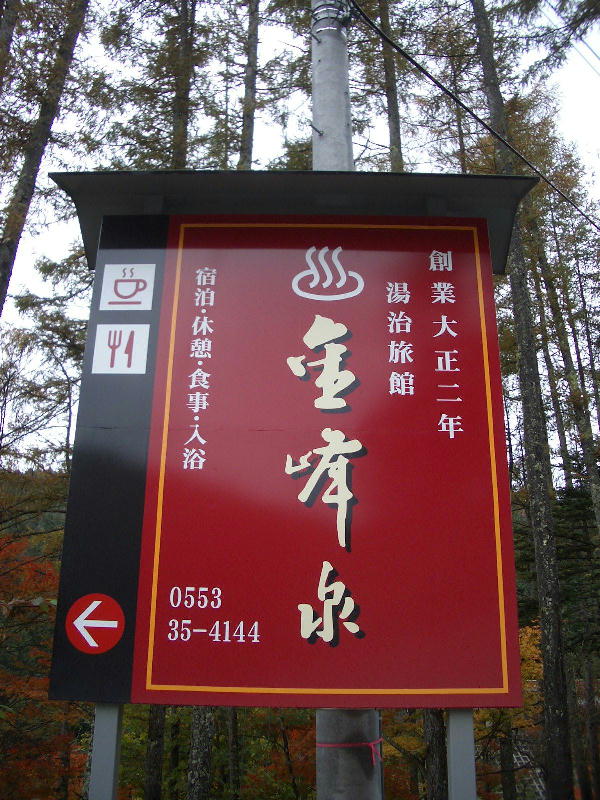 創業大正二年
湯治旅館
金峰泉
宿泊・休憩・食事・入浴
0553
35-4144